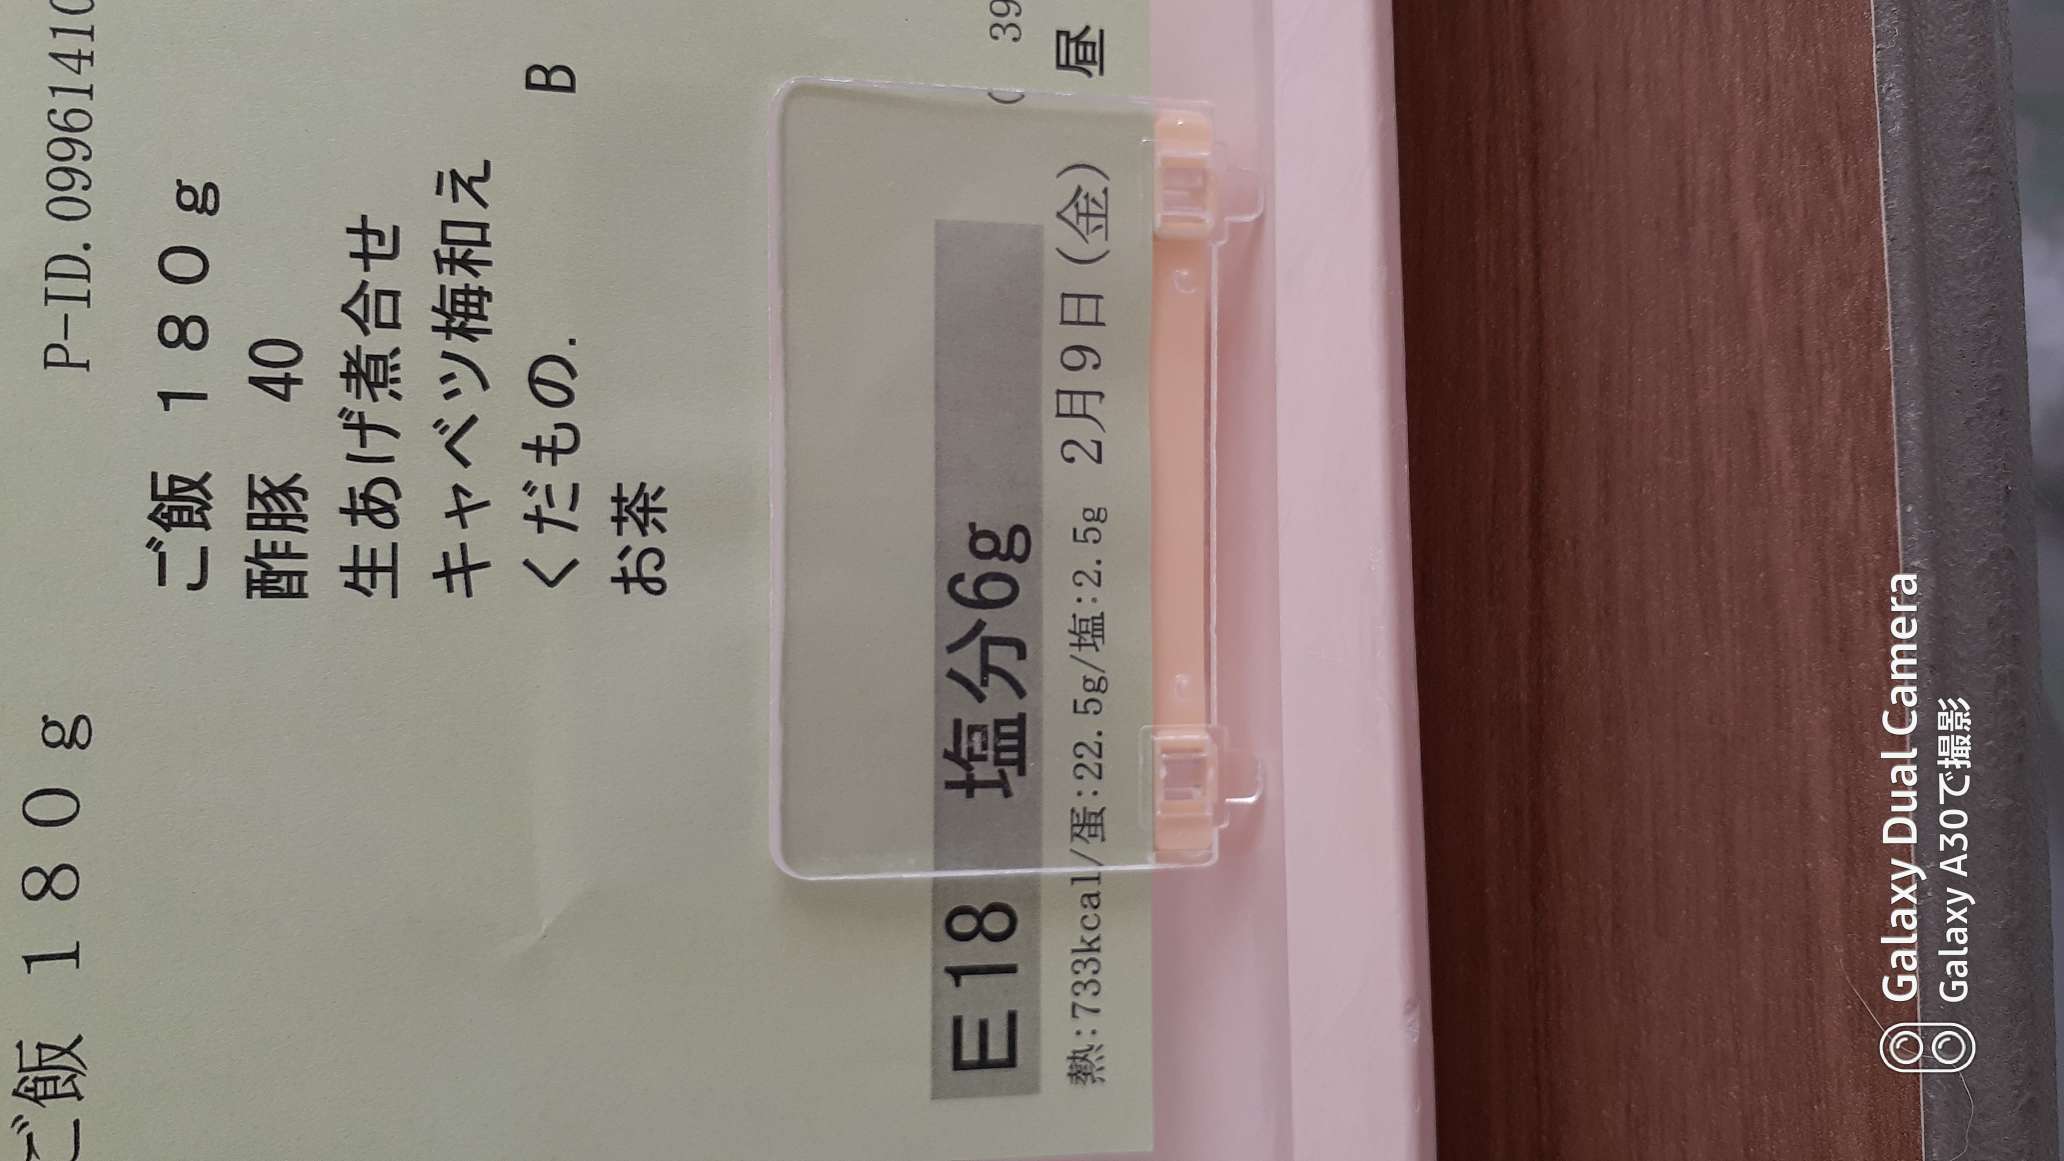 ご飯 １８０ｇ
P-ID. 09961410
ご飯 １８０ｇ
酢豚 40
生あげ煮合せ
キャベツ梅和え
くだもの. B
お茶
E18 塩分6g
( 39
熱:733kcal/蛋:22.5g/塩:2.5g 2月9日(金) 昼
Galaxy Dual Camera
Galaxy A30で撮影